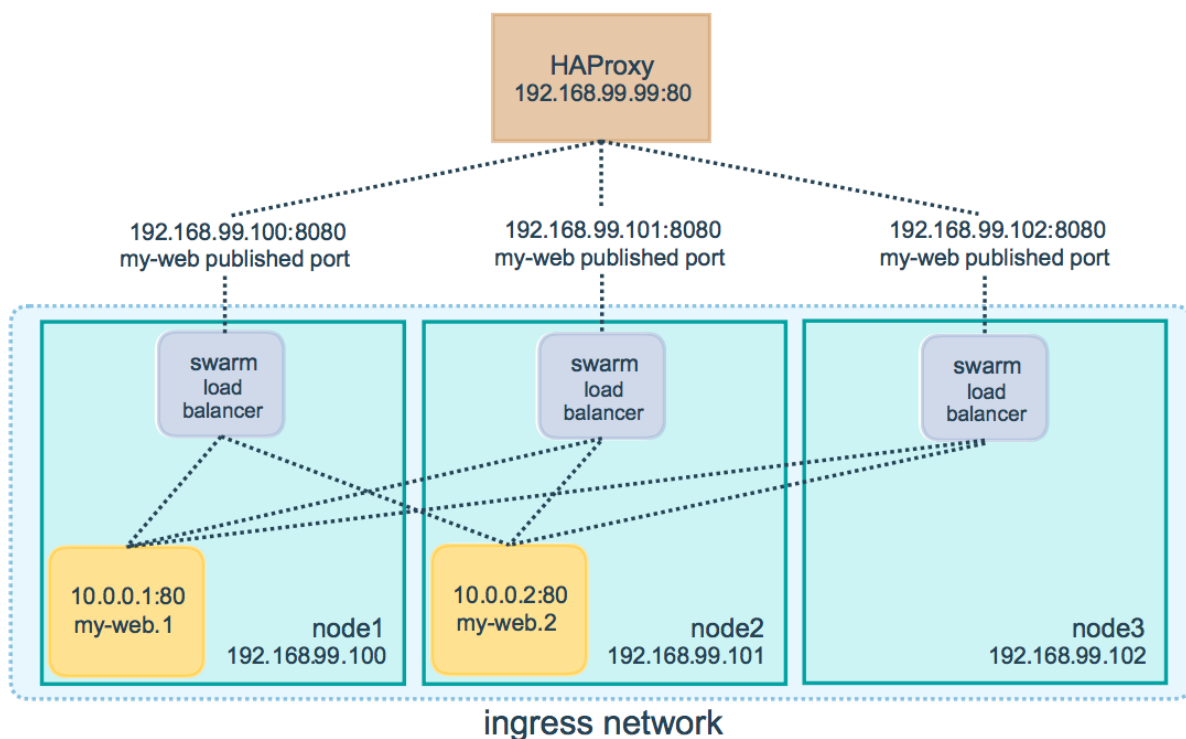 HAProxy
192.168.99.99:80
192.168.99.100:8080
my-web published port
192.168.99.101:8080
my-web published port
192.168.99.102:8080
my-web published port
swarm
load
balancer
swarm
load
balancer
swarm
load
balancer
10.0.0.1:80
my-web.1
node1
192.168.99.100
10.0.0.2:80
my-web.2
node2
192.168.99.101
node3
192.168.99.102
ingress network